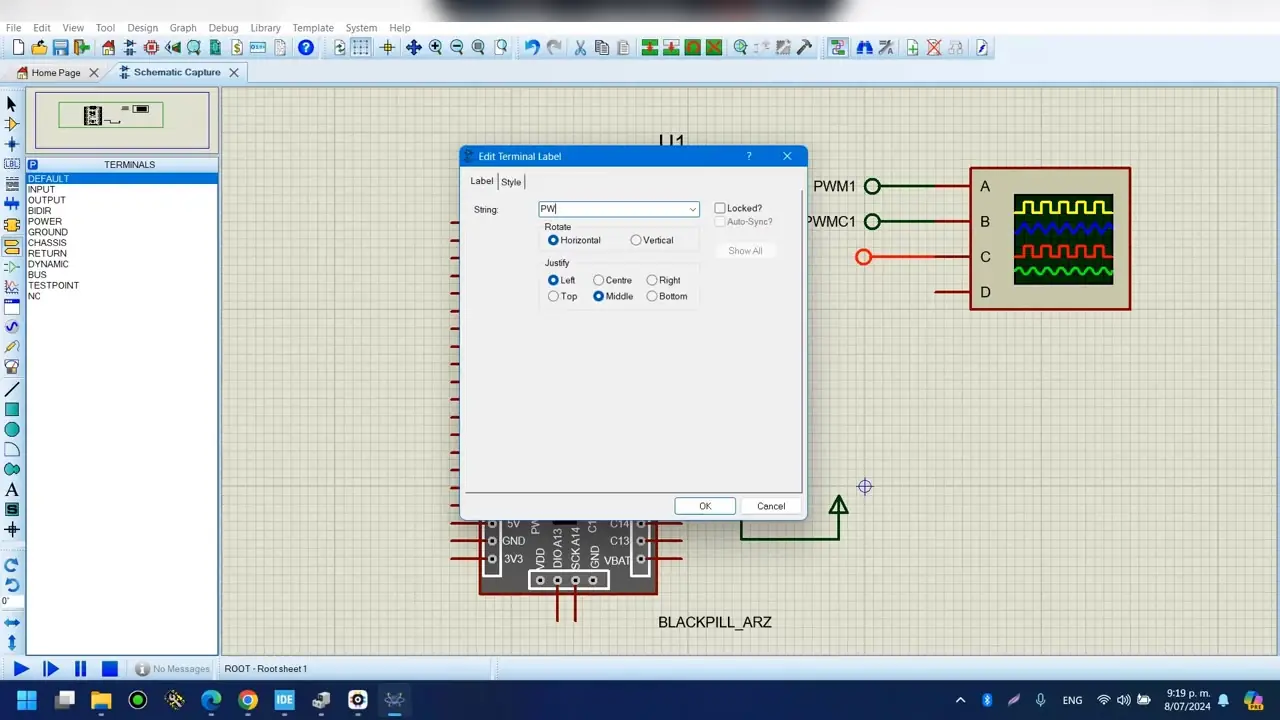 File Edit View Tool Design Graph Debug Library Template System Help
Home Page
Schematic Capture
P TERMINALS
DEFAULT
INPUT
OUTPUT
BIDIR
POWER
GROUND
CHASSIS
RETURN
DYNAMIC
BUS
TESTPOINT
NC
LBL
A
S
0°
U1
Edit Terminal Label
?
Label Style
String: PW
Locked?
Auto-Sync?
Show All
Rotate
Horizontal Vertical
Justify
Left Centre Right
Top Middle Bottom
OK Cancel
PWM1 A
PWMC1 B
C
D
5V
GND
3V3
VDD
DIO A13
SCK A14
GND
C14
C13
VBAT
BLACKPILL_ARZ
No Messages
ROOT - Root sheet 1
IDE
ENG
9:19 p. m.
8/07/2024